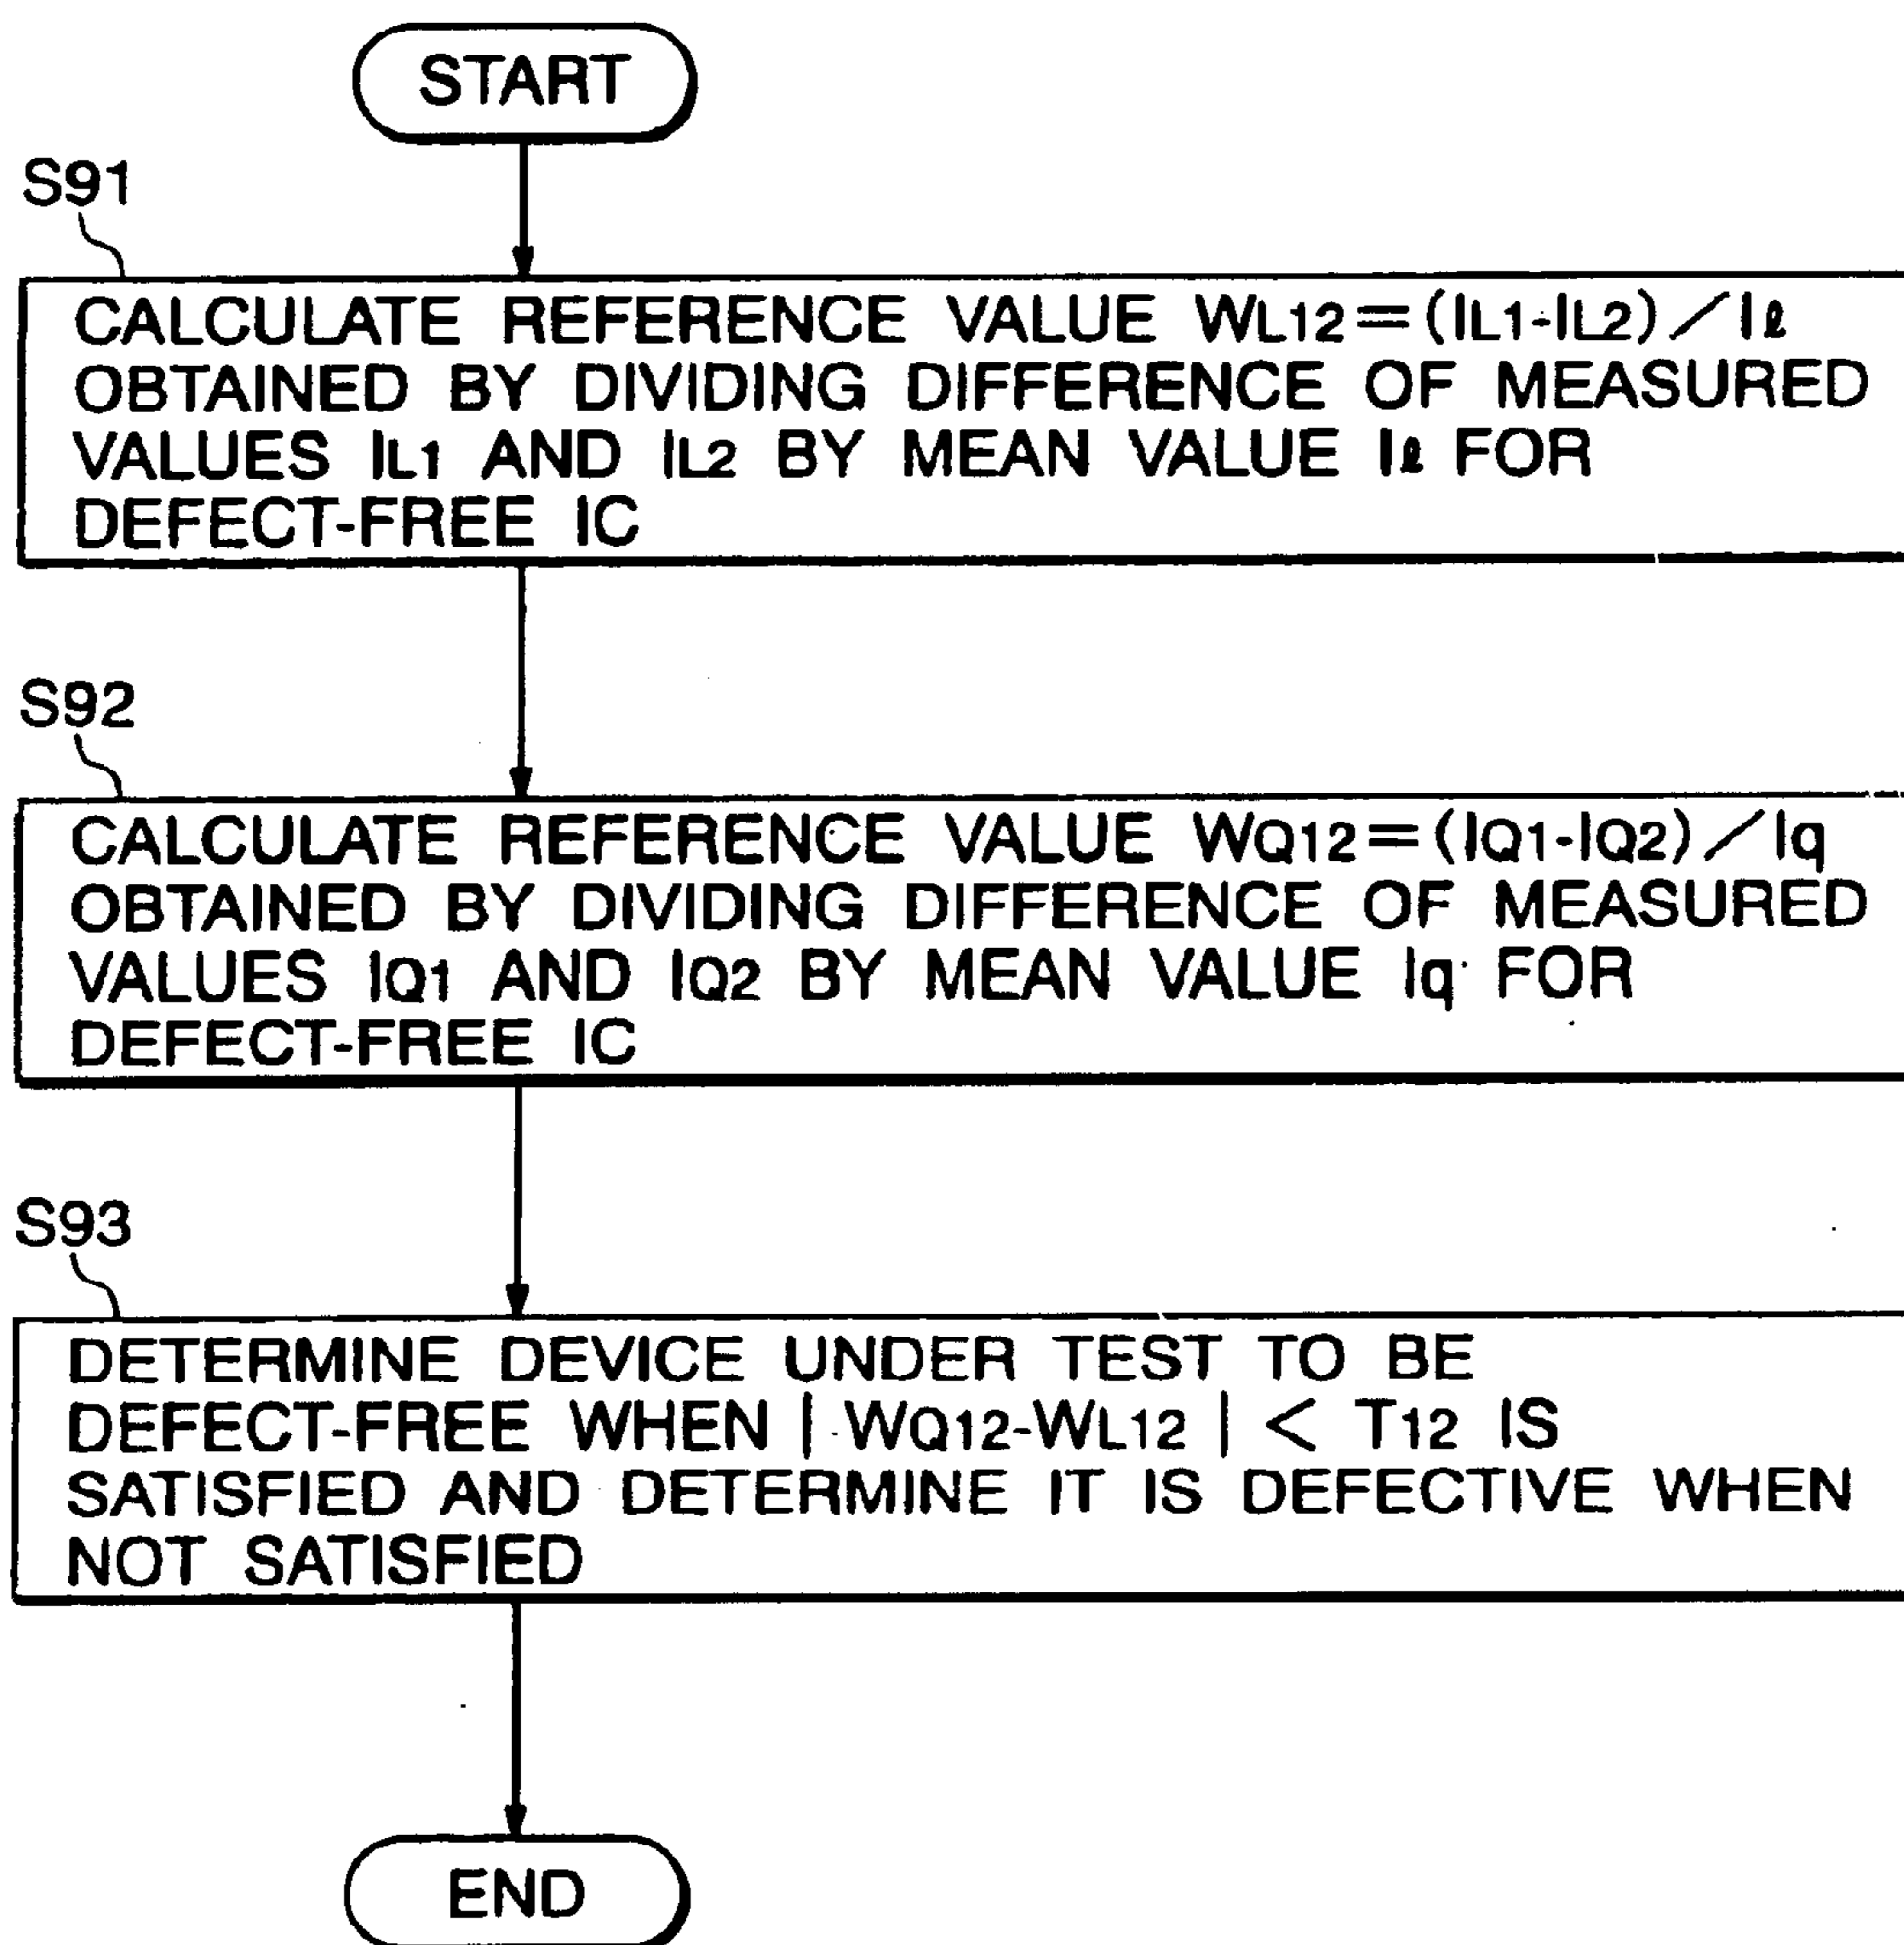 START
S91
CALCULATE REFERENCE VALUE WL12=(IL1-IL2)/Iℓ
OBTAINED BY DIVIDING DIFFERENCE OF MEASURED
VALUES IL1 AND IL2 BY MEAN VALUE Iℓ FOR
DEFECT-FREE IC
S92
CALCULATE REFERENCE VALUE WQ12=(IQ1-IQ2)/Iq
OBTAINED BY DIVIDING DIFFERENCE OF MEASURED
VALUES IQ1 AND IQ2 BY MEAN VALUE Iq FOR
DEFECT-FREE IC
S93
DETERMINE DEVICE UNDER TEST TO BE
DEFECT-FREE WHEN | WQ12-WL12 | < T12 IS
SATISFIED AND DETERMINE IT IS DEFECTIVE WHEN
NOT SATISFIED
END